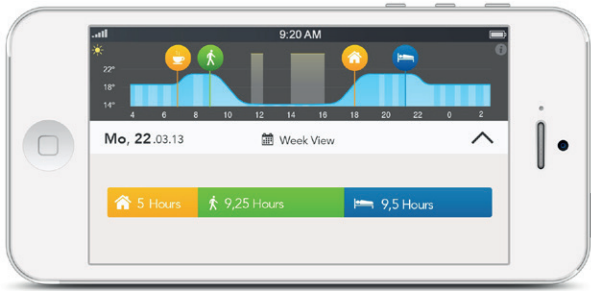 9:20 AM
22°
18°
14°
4 6 8 10 12 14 16 18 20 22 0 2
Mo, 22.03.13
Week View
5 Hours
9,25 Hours
9,5 Hours